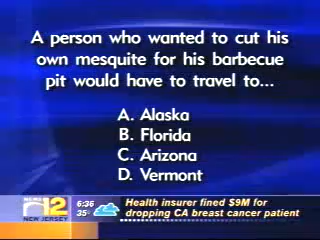 A person who wanted to cut his
own mesquite for his barbecue
pit would have to travel to...
A. Alaska
B. Florida
C. Arizona
D. Vermont
NEWS
12
NEW JERSEY
6:36
35°
Health insurer fined $9M for
dropping CA breast cancer patient